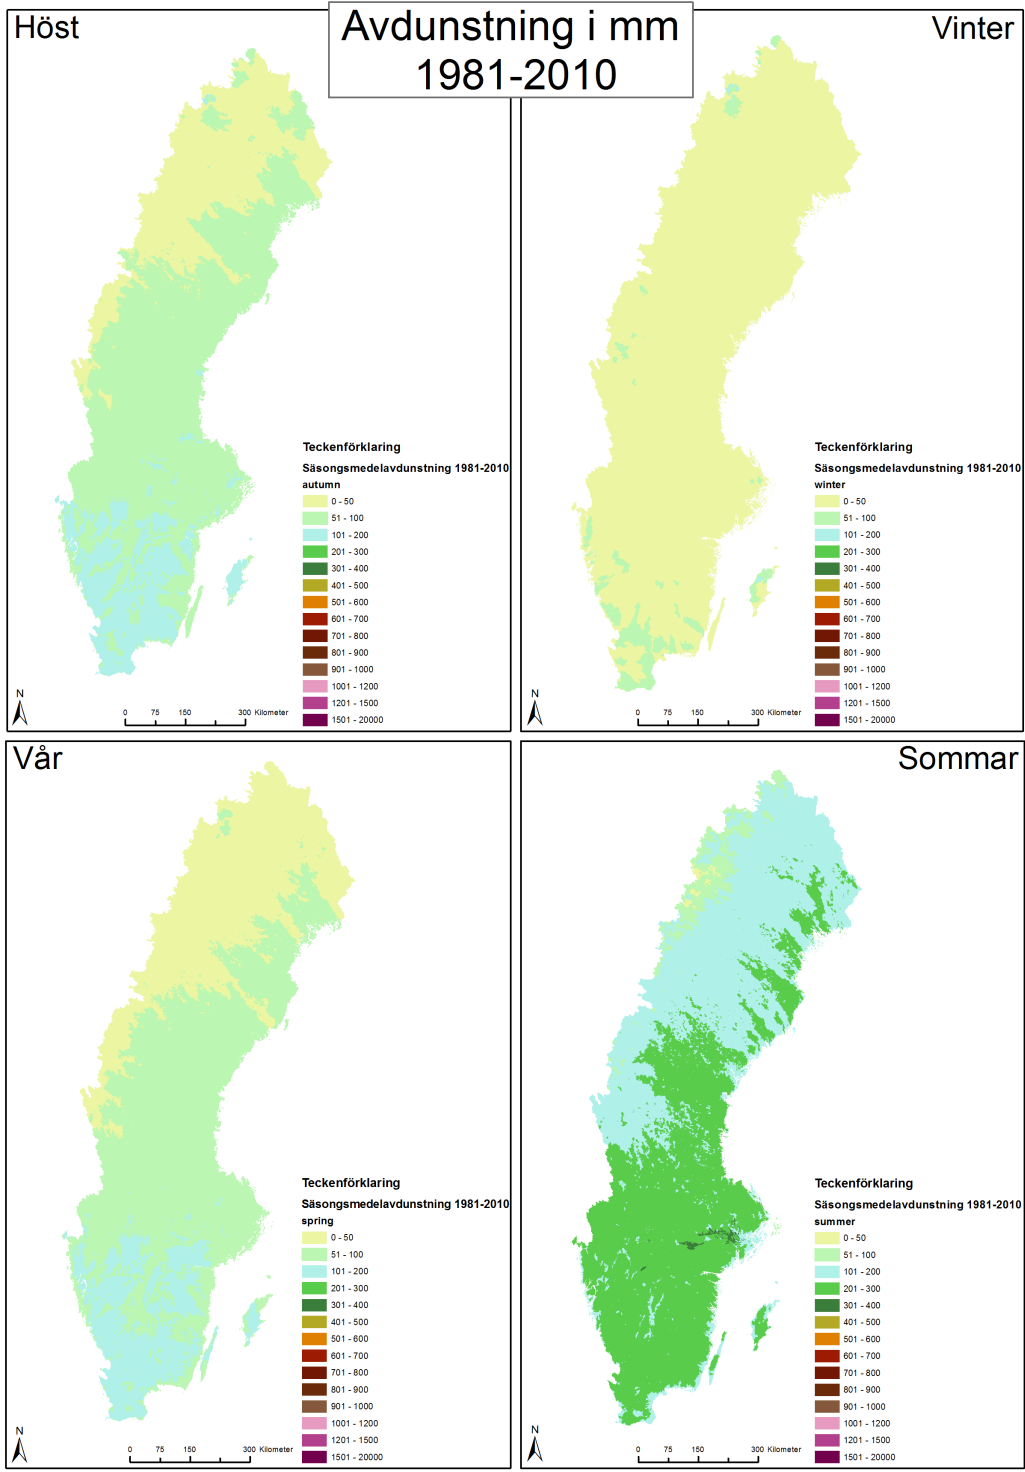 Avdunstning i mm
1981-2010
Höst
Teckenförklaring
Säsongsmedelavdunstning 1981-2010
autumn
0 - 50
51 - 100
101 - 200
201 - 300
301 - 400
401 - 500
501 - 600
601 - 700
701 - 800
801 - 900
901 - 1000
1001 - 1200
1201 - 1500
1501 - 20000
N
0 75 150 300 Kilometer
Vinter
Teckenförklaring
Säsongsmedelavdunstning 1981-2010
winter
0 - 50
51 - 100
101 - 200
201 - 300
301 - 400
401 - 500
501 - 600
601 - 700
701 - 800
801 - 900
901 - 1000
1001 - 1200
1201 - 1500
1501 - 20000
N
0 75 150 300 Kilometer
Vår
Teckenförklaring
Säsongsmedelavdunstning 1981-2010
spring
0 - 50
51 - 100
101 - 200
201 - 300
301 - 400
401 - 500
501 - 600
601 - 700
701 - 800
801 - 900
901 - 1000
1001 - 1200
1201 - 1500
1501 - 20000
N
0 75 150 300 Kilometer
Sommar
Teckenförklaring
Säsongsmedelavdunstning 1981-2010
summer
0 - 50
51 - 100
101 - 200
201 - 300
301 - 400
401 - 500
501 - 600
601 - 700
701 - 800
801 - 900
901 - 1000
1001 - 1200
1201 - 1500
1501 - 20000
N
0 75 150 300 Kilometer